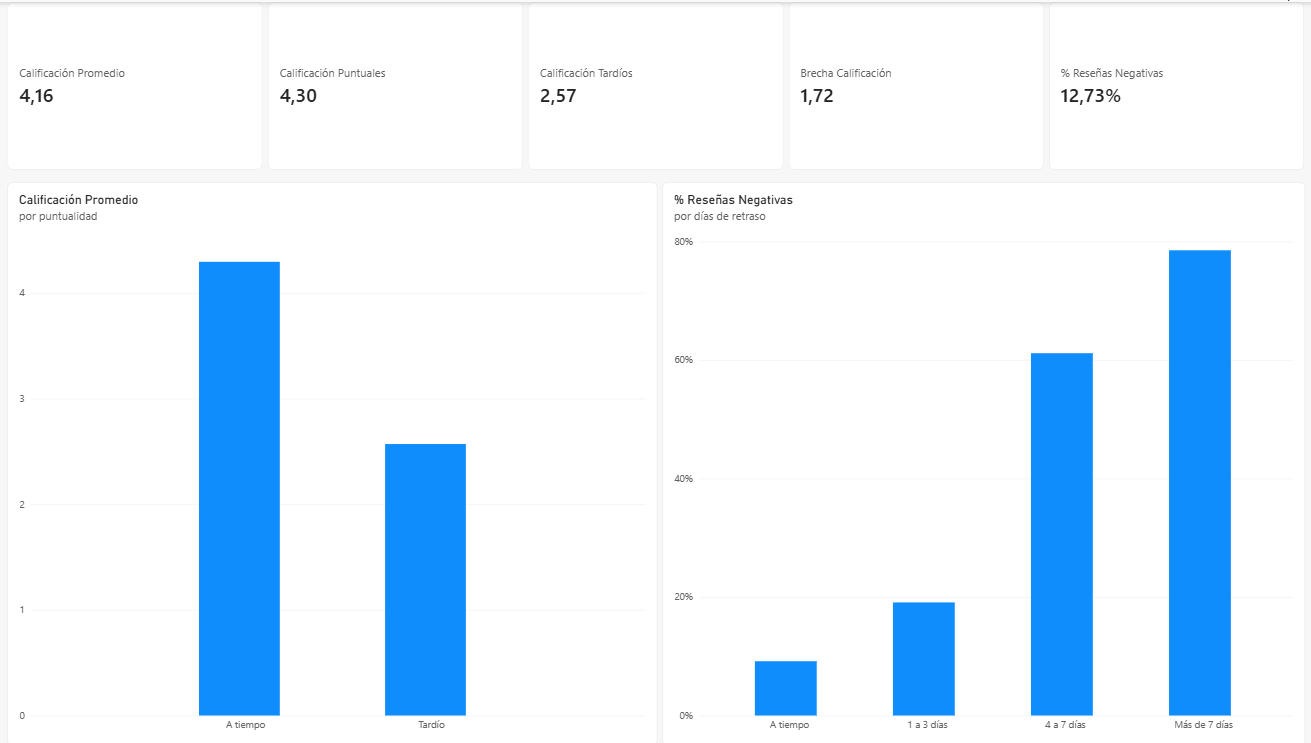 Calificación Promedio
4,16
Calificación Puntuales
4,30
Calificación Tardíos
2,57
Brecha Calificación
1,72
% Reseñas Negativas
12,73%
Calificación Promedio
por puntualidad
4
3
2
1
0
A tiempo
Tardío
% Reseñas Negativas
por días de retraso
80%
60%
40%
20%
0%
A tiempo
1 a 3 días
4 a 7 días
Más de 7 días